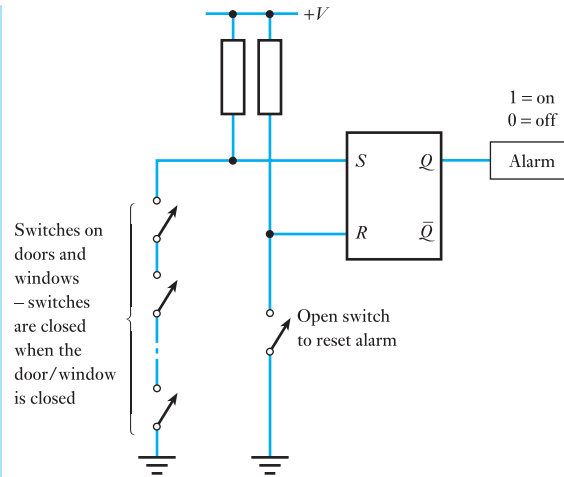 +V
1 = on
0 = off
S
Q
Alarm
R
Q̄
Switches on
doors and
windows
– switches
are closed
when the
door/window
is closed
Open switch
to reset alarm